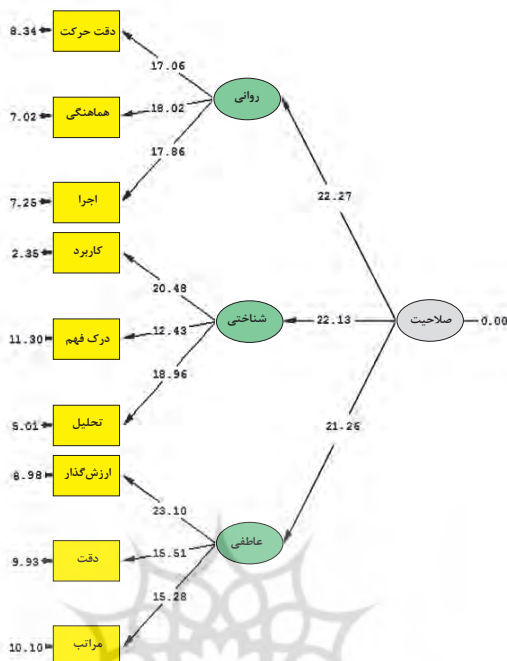 8.34
دقت حرکت
17.06
7.02
هماهنگی
18.02
روانی
17.86
7.25
اجرا
22.27
2.35
کاربرد
20.48
شناختی
22.13
صلاحیت
0.00
11.30
درک فهم
12.43
18.96
5.01
تحلیل
21.26
8.98
ارزش‌گذار
23.10
عاطفی
9.93
دقت
15.51
15.28
10.10
مراتب